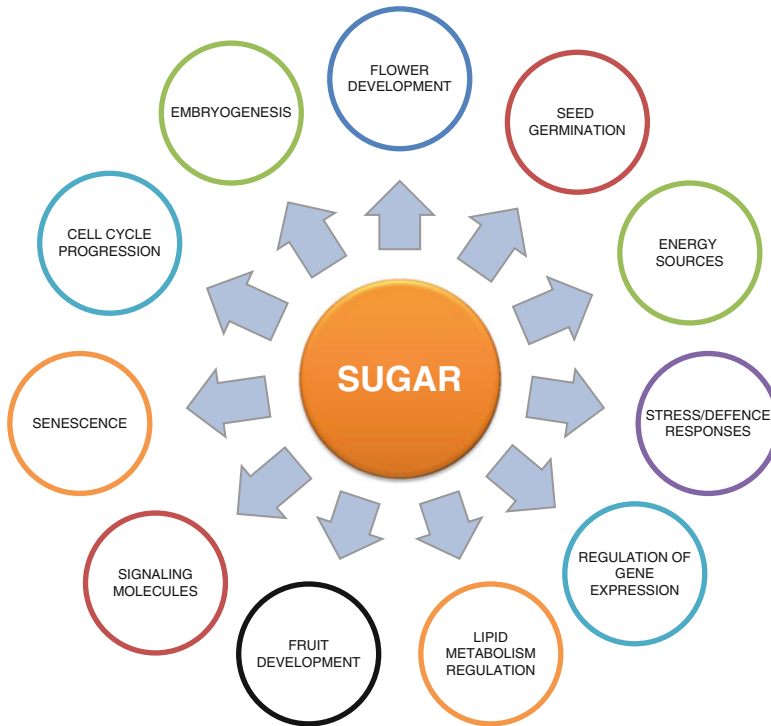 FLOWER
DEVELOPMENT
SEED
GERMINATION
ENERGY
SOURCES
STRESS/DEFENCE
RESPONSES
REGULATION OF
GENE
EXPRESSION
LIPID
METABOLISM
REGULATION
FRUIT
DEVELOPMENT
SIGNALING
MOLECULES
SENESCENCE
CELL CYCLE
PROGRESSION
EMBRYOGENESIS
SUGAR